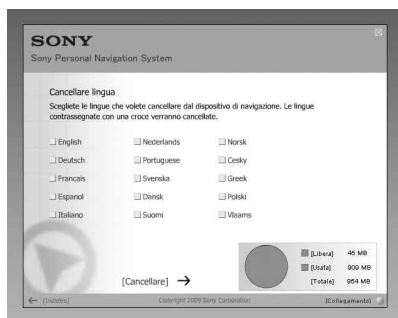 SONY
Sony Personal Navigation System
Cancellare lingua
Scegliete le lingue che volete cancellare dal dispositivo di navigazione. Le lingue
contrassegnate con una croce verranno cancellate.
English Nederlands Norsk
Deutsch Portuguese Cesky
Francais Svenska Greek
Espanol Dansk Polski
Italiano Suomi Vlaams
[Libera] 45 MB
[Usata] 909 MB
[Totale] 954 MB
[Cancellare] →
← [Indietro] Copyright 2009 Sony Corporation [Collegamento]